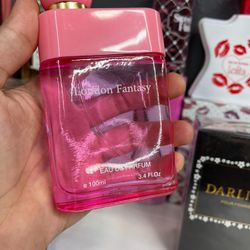 London Fantasy
EAU DE PARFUM
100ml 3.4 FL.OZ
DARLI